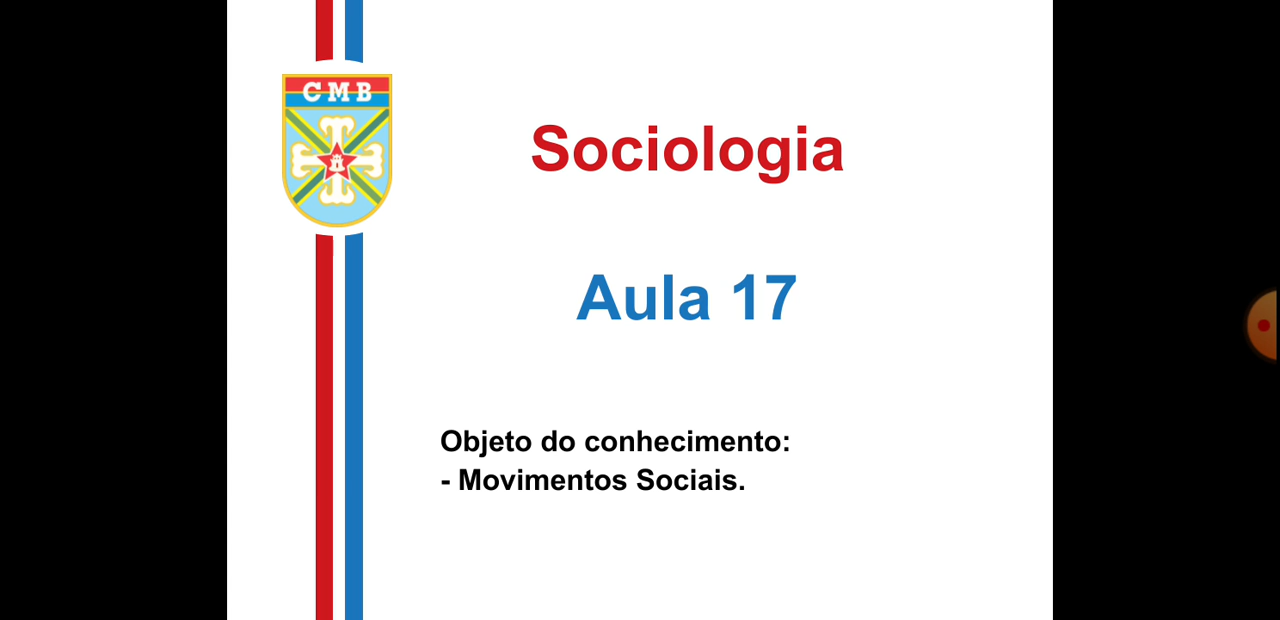 CMB
Sociologia
Aula 17
Objeto do conhecimento:
- Movimentos Sociais.